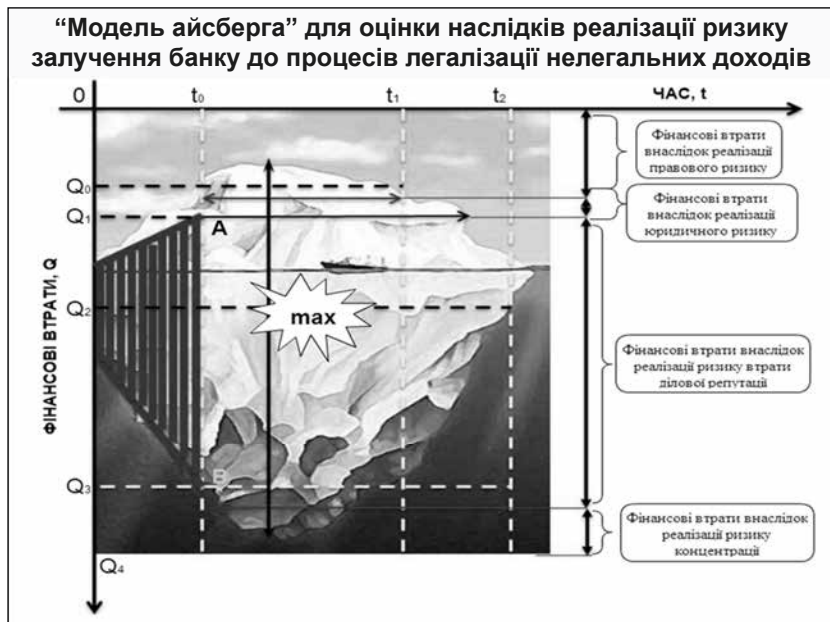 “Модель айсберга” для оцінки наслідків реалізації ризику
залучення банку до процесів легалізації нелегальних доходів
0
t₀
t₁
t₂
ЧАС, t
Q₀
Q₁
A
Q₂
max
ФІНАНСОВІ ВТРАТИ, Q
Q₃
B
Q₄
Фінансові втрати
внаслідок реалізації
правового ризику
Фінансові втрати
внаслідок реалізації
юридичного ризику
Фінансові втрати внаслідок
реалізації ризику втрати
ділової репутації
Фінансові втрати внаслідок
реалізації ризику
концентрації